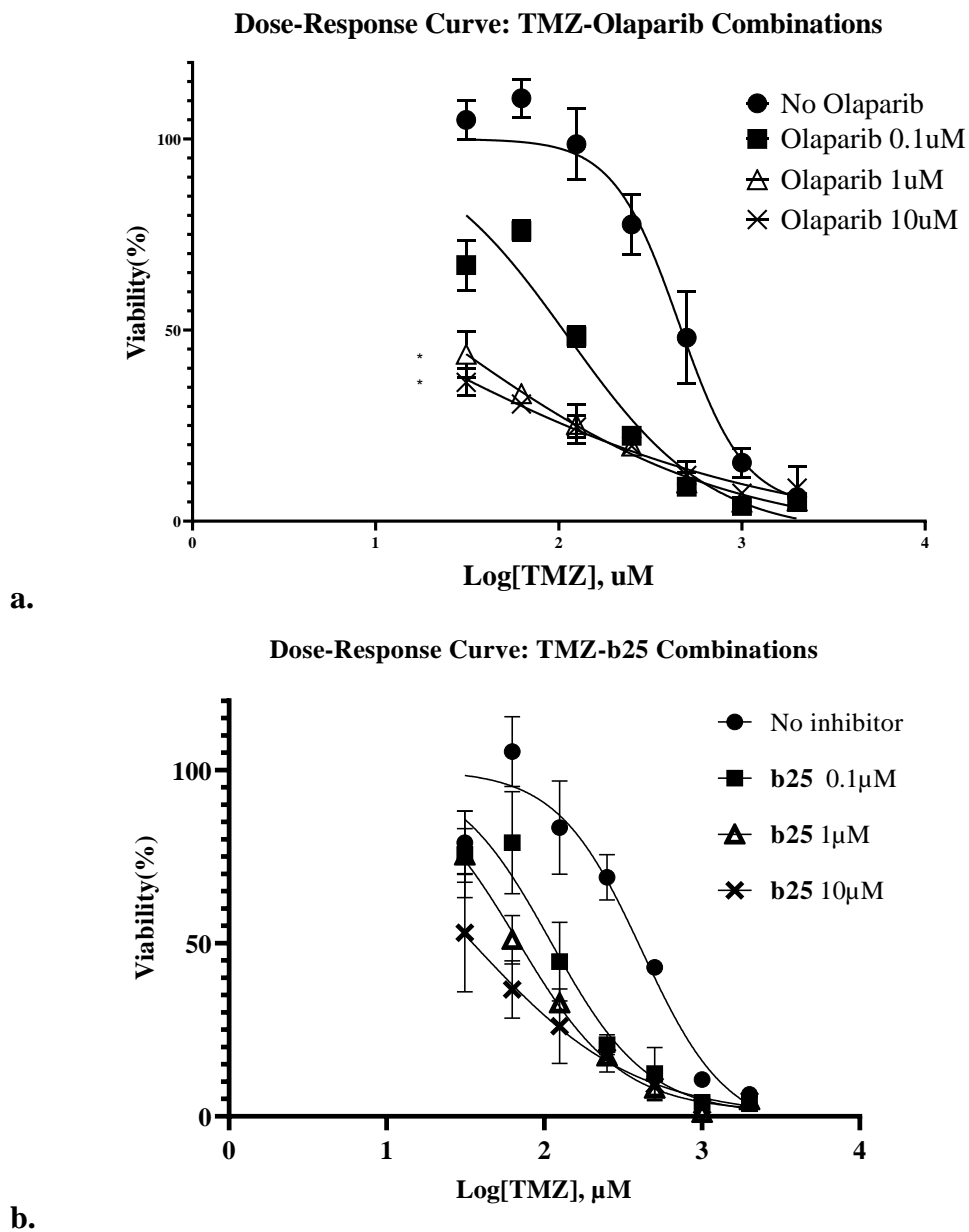 Dose-Response Curve: TMZ-Olaparib Combinations
No Olaparib
Olaparib 0.1uM
Olaparib 1uM
Olaparib 10uM
100
50
0
Viability(%)
*
*
0 1 2 3 4
Log[TMZ], uM
a.
Dose-Response Curve: TMZ-b25 Combinations
No inhibitor
b25 0.1µM
b25 1µM
b25 10µM
100
50
0
Viability(%)
0 1 2 3 4
Log[TMZ], µM
b.